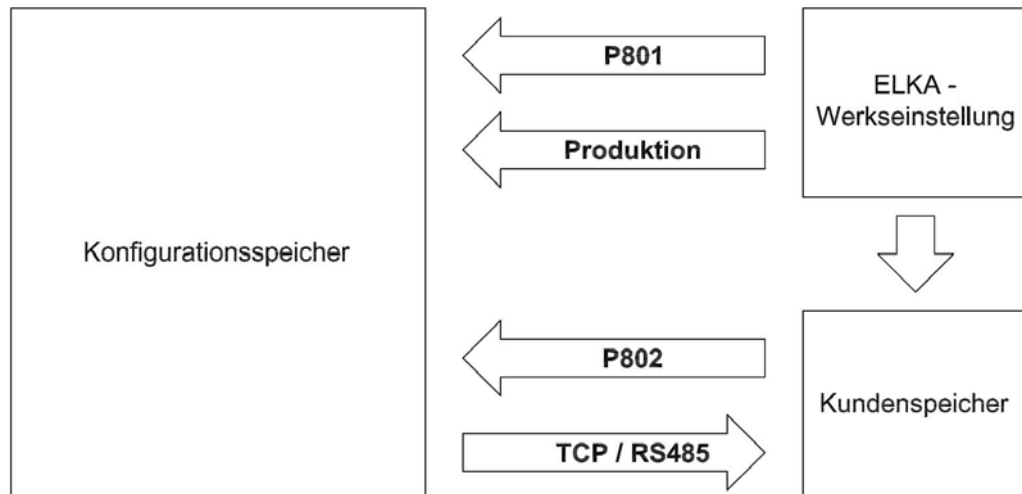 P801
ELKA -
Werkseinstellung
Produktion
Konfigurationsspeicher
P802
Kundenspeicher
TCP / RS485